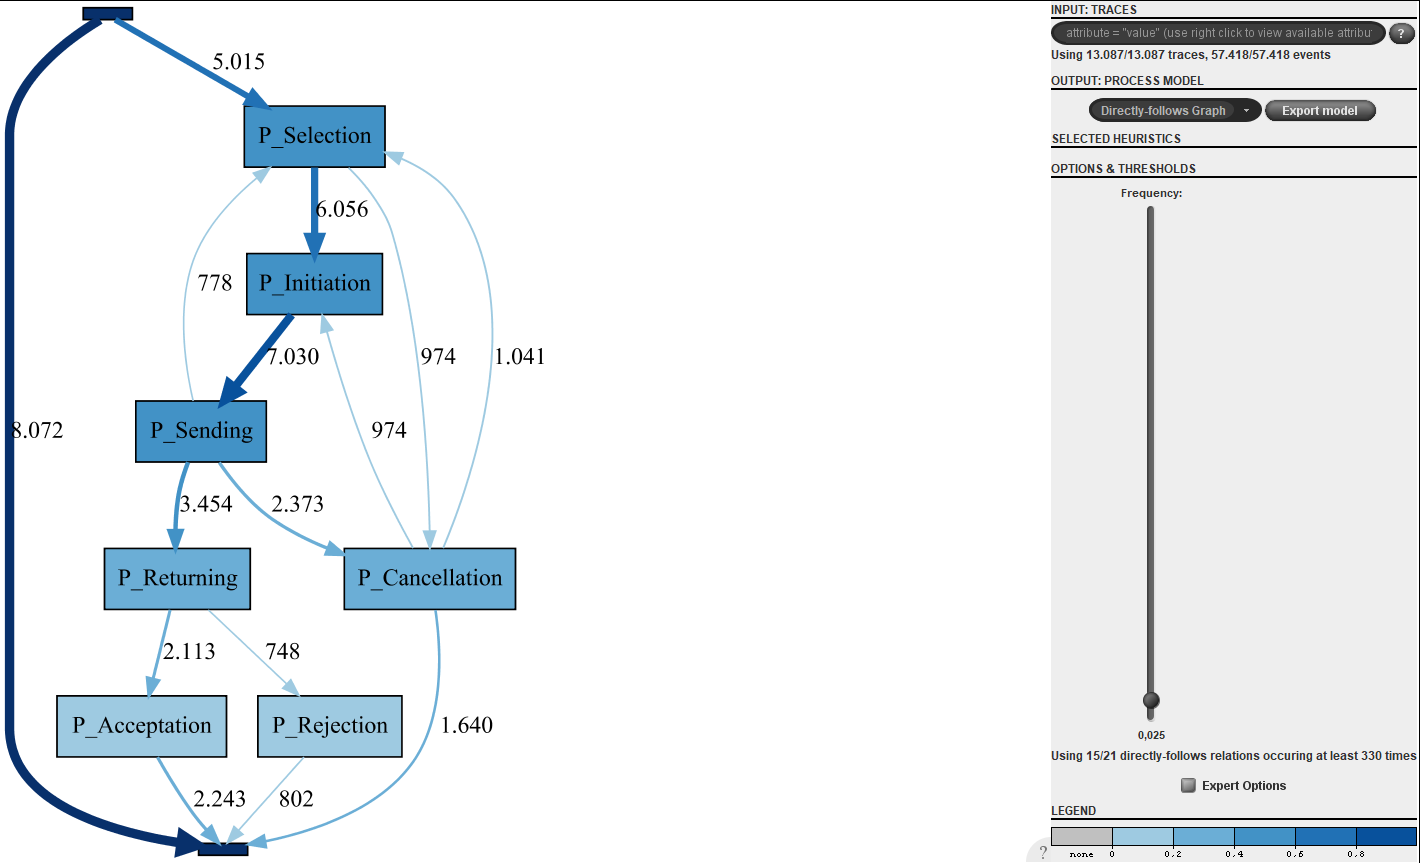 5.015
P_Selection
6.056
778
P_Initiation
7.030
974
1.041
974
8.072
P_Sending
3.454
2.373
P_Returning
P_Cancellation
2.113
748
P_Acceptation
P_Rejection
1.640
2.243
802
INPUT: TRACES
attribute = "value" (use right click to view available attribu
?
Using 13.087/13.087 traces, 57.418/57.418 events
OUTPUT: PROCESS MODEL
Directly-follows Graph
Export model
SELECTED HEURISTICS
OPTIONS & THRESHOLDS
Frequency:
0,025
Using 15/21 directly-follows relations occuring at least 330 times
Expert Options
LEGEND
?
none 0 0.2 0.4 0.6 0.8